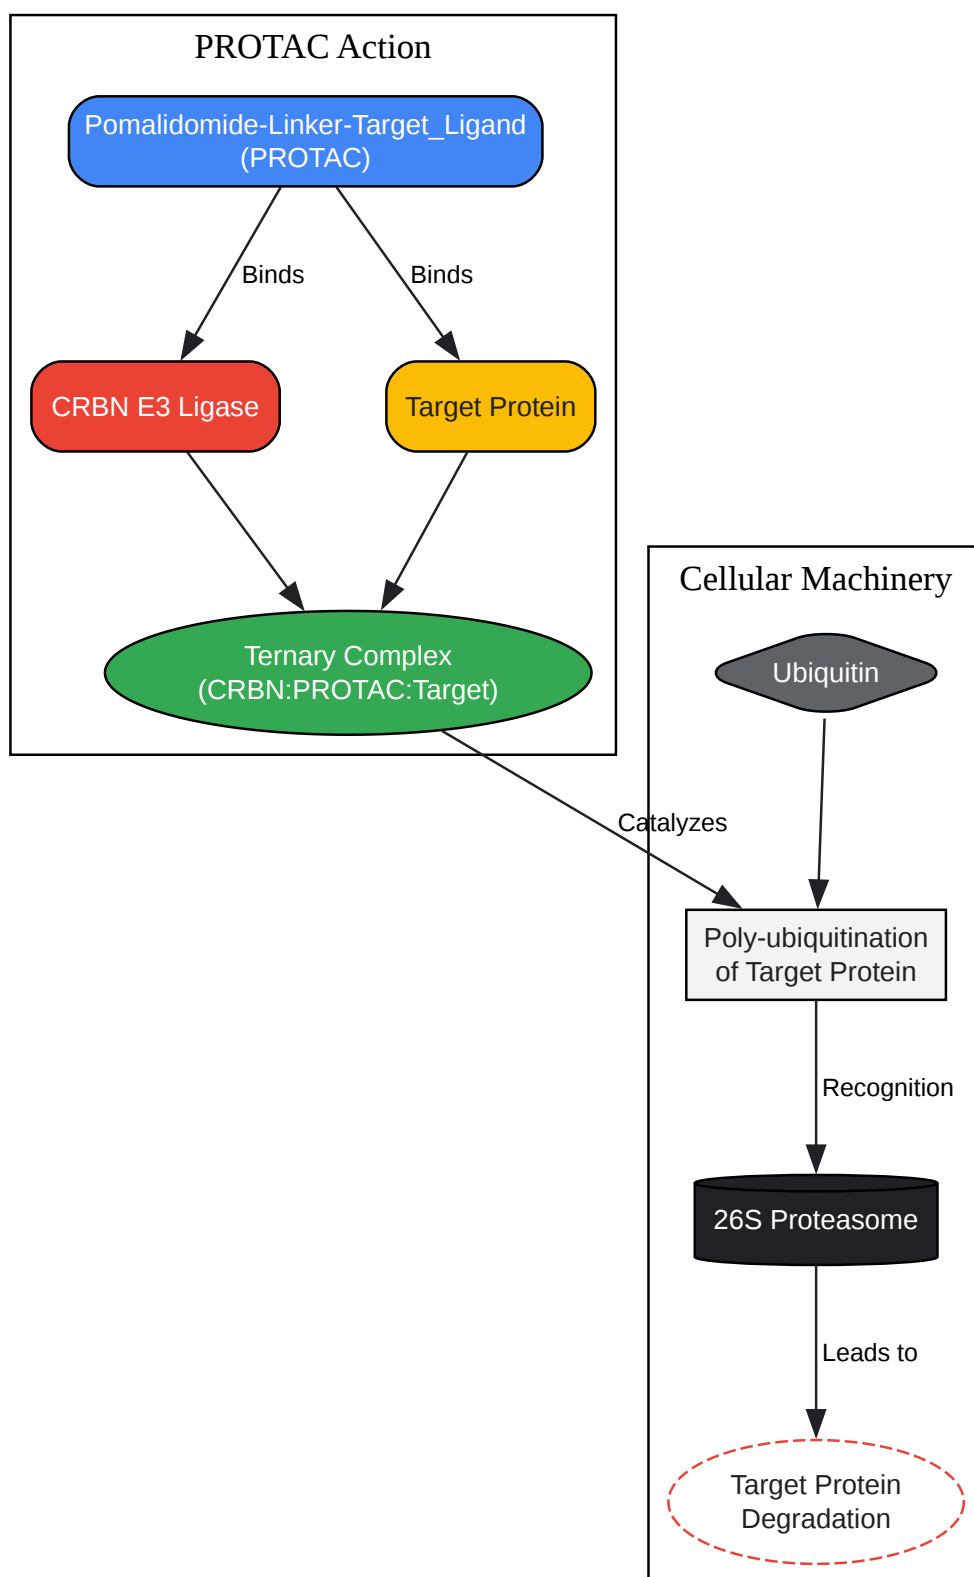 PROTAC Action
Pomalidomide-Linker-Target_Ligand
(PROTAC)
Binds
Binds
CRBN E3 Ligase
Target Protein
Ternary Complex
(CRBN:PROTAC:Target)
Cellular Machinery
Ubiquitin
Catalyzes
Poly-ubiquitination
of Target Protein
Recognition
26S Proteasome
Leads to
Target Protein
Degradation